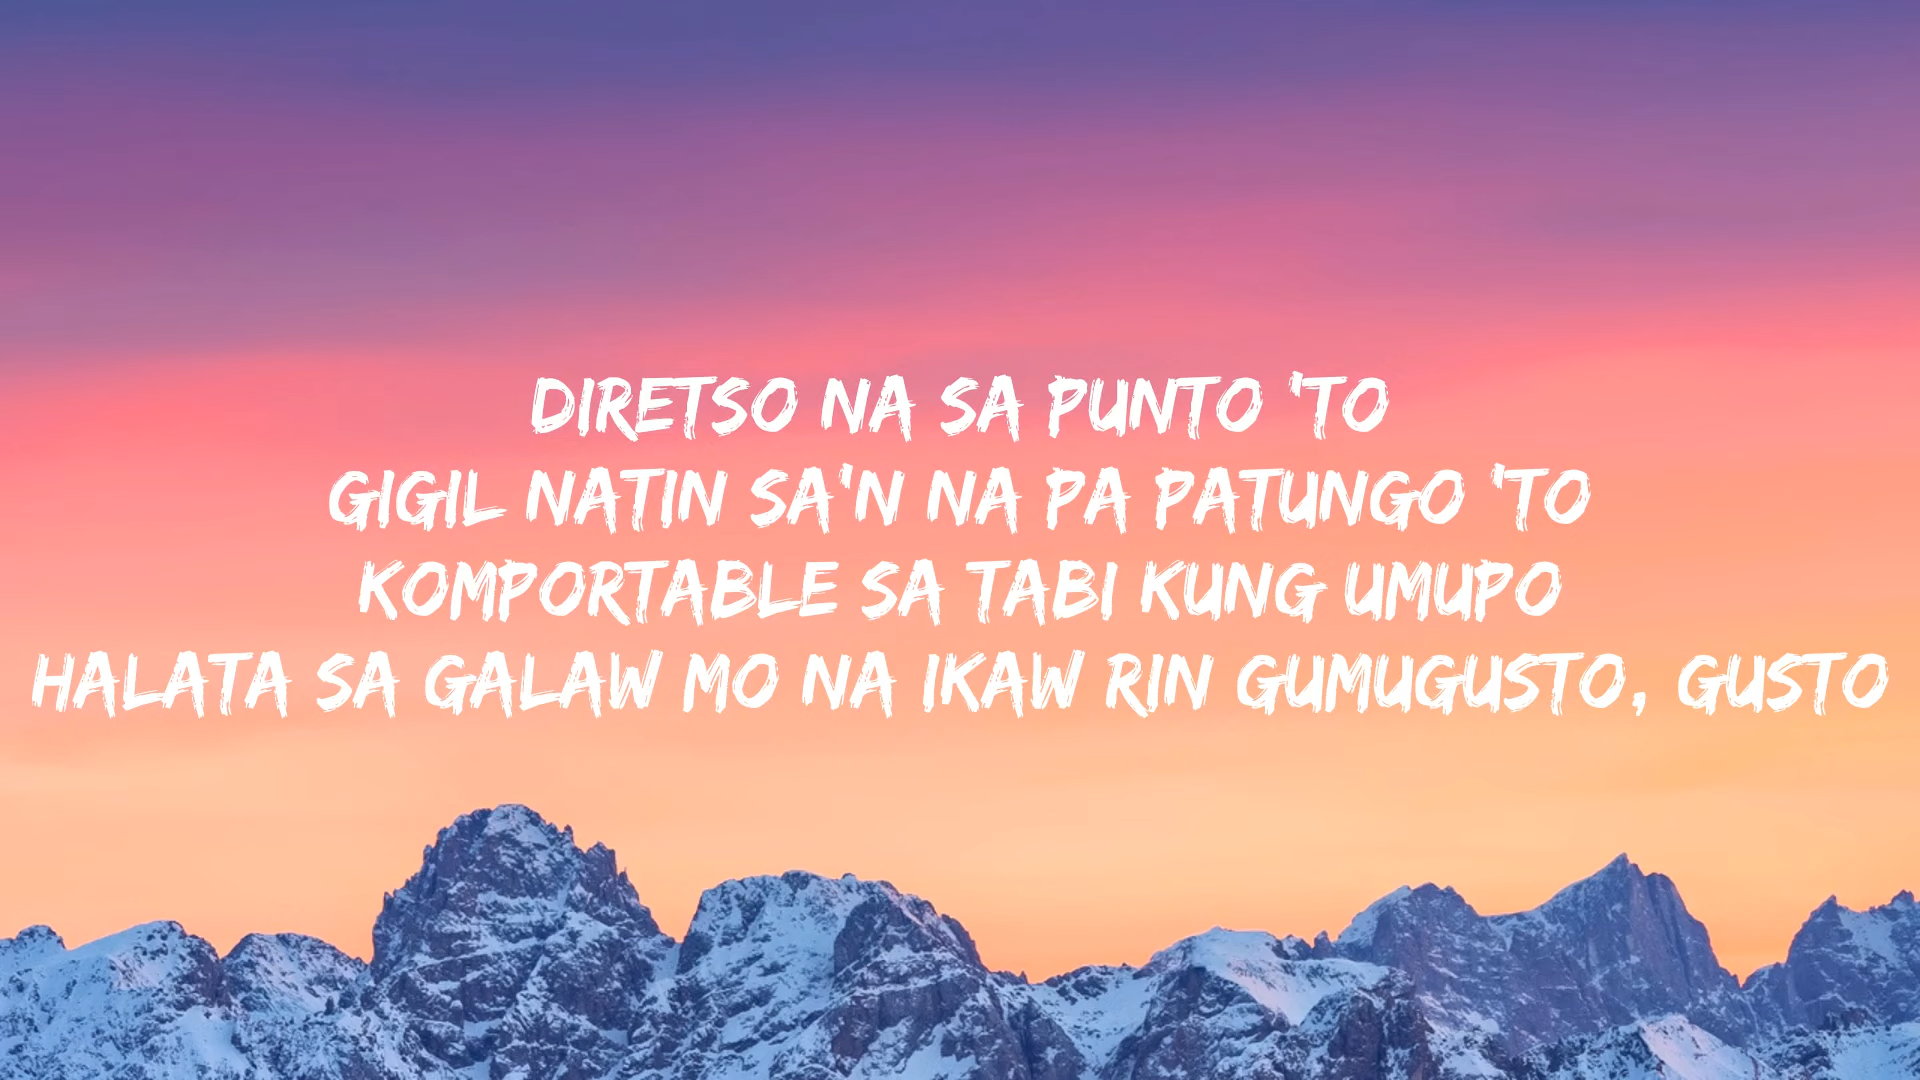 DIRETSO NA SA PUNTO 'TO
GIGIL NATIN SA'N NA PA PATUNGO 'TO
KOMPORTABLE SA TABI KUNG UMUPO
HALATA SA GALAW MO NA IKAW RIN GUMUGUSTO, GUSTO